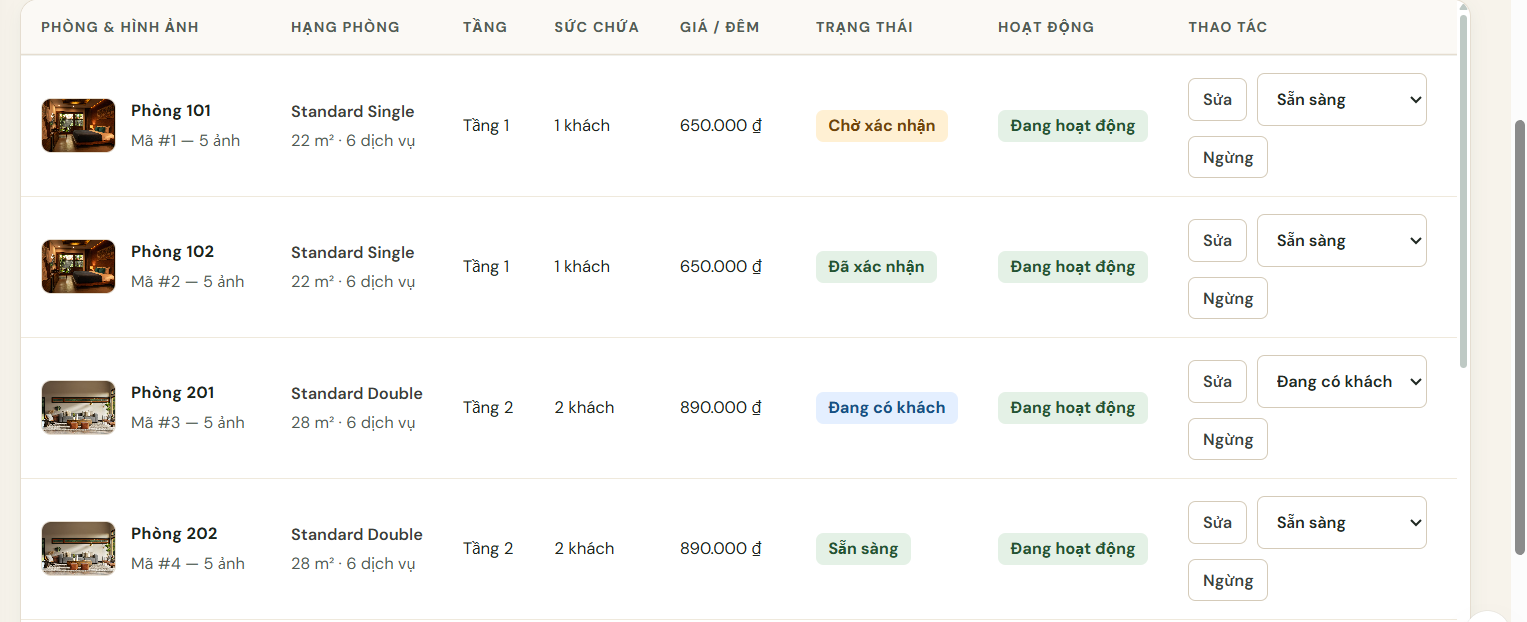 PHÒNG & HÌNH ẢNH HẠNG PHÒNG TẦNG SỨC CHỨA GIÁ / ĐÊM TRẠNG THÁI HOẠT ĐỘNG THAO TÁC
Phòng 101
Mã #1 — 5 ảnh
Standard Single
22 m² · 6 dịch vụ
Tầng 1
1 khách
650.000 ₫
Chờ xác nhận
Đang hoạt động
Sửa
Sẵn sàng
Ngừng
Phòng 102
Mã #2 — 5 ảnh
Standard Single
22 m² · 6 dịch vụ
Tầng 1
1 khách
650.000 ₫
Đã xác nhận
Đang hoạt động
Sửa
Sẵn sàng
Ngừng
Phòng 201
Mã #3 — 5 ảnh
Standard Double
28 m² · 6 dịch vụ
Tầng 2
2 khách
890.000 ₫
Đang có khách
Đang hoạt động
Sửa
Đang có khách
Ngừng
Phòng 202
Mã #4 — 5 ảnh
Standard Double
28 m² · 6 dịch vụ
Tầng 2
2 khách
890.000 ₫
Sẵn sàng
Đang hoạt động
Sửa
Sẵn sàng
Ngừng